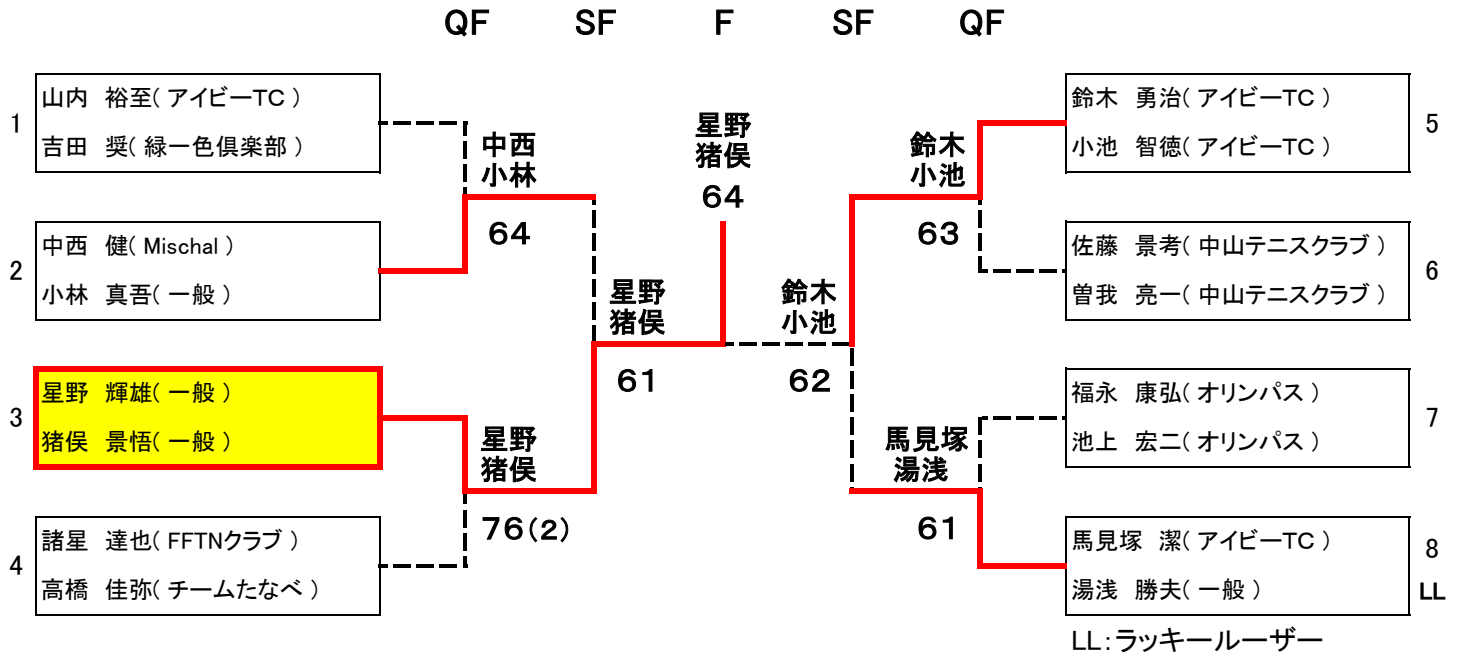 QF SF F SF QF
1
山内 裕至( アイビーTC )
吉田 奨( 緑一色倶楽部 )
2
中西 健( Mischal )
小林 真吾( 一般 )
3
星野 輝雄( 一般 )
猪俣 景悟( 一般 )
4
諸星 達也( FFTNクラブ )
高橋 佳弥( チームたなべ )
中西
小林
64
星野
猪俣
76(2)
星野
猪俣
61
星野
猪俣
64
鈴木
小池
62
鈴木
小池
63
馬見塚
湯浅
61
鈴木 勇治( アイビーTC )
小池 智徳( アイビーTC )
5
佐藤 景考( 中山テニスクラブ )
曽我 亮一( 中山テニスクラブ )
6
福永 康弘( オリンパス )
池上 宏二( オリンパス )
7
馬見塚 潔( アイビーTC )
湯浅 勝夫( 一般 )
8
LL
LL:ラッキールーザー